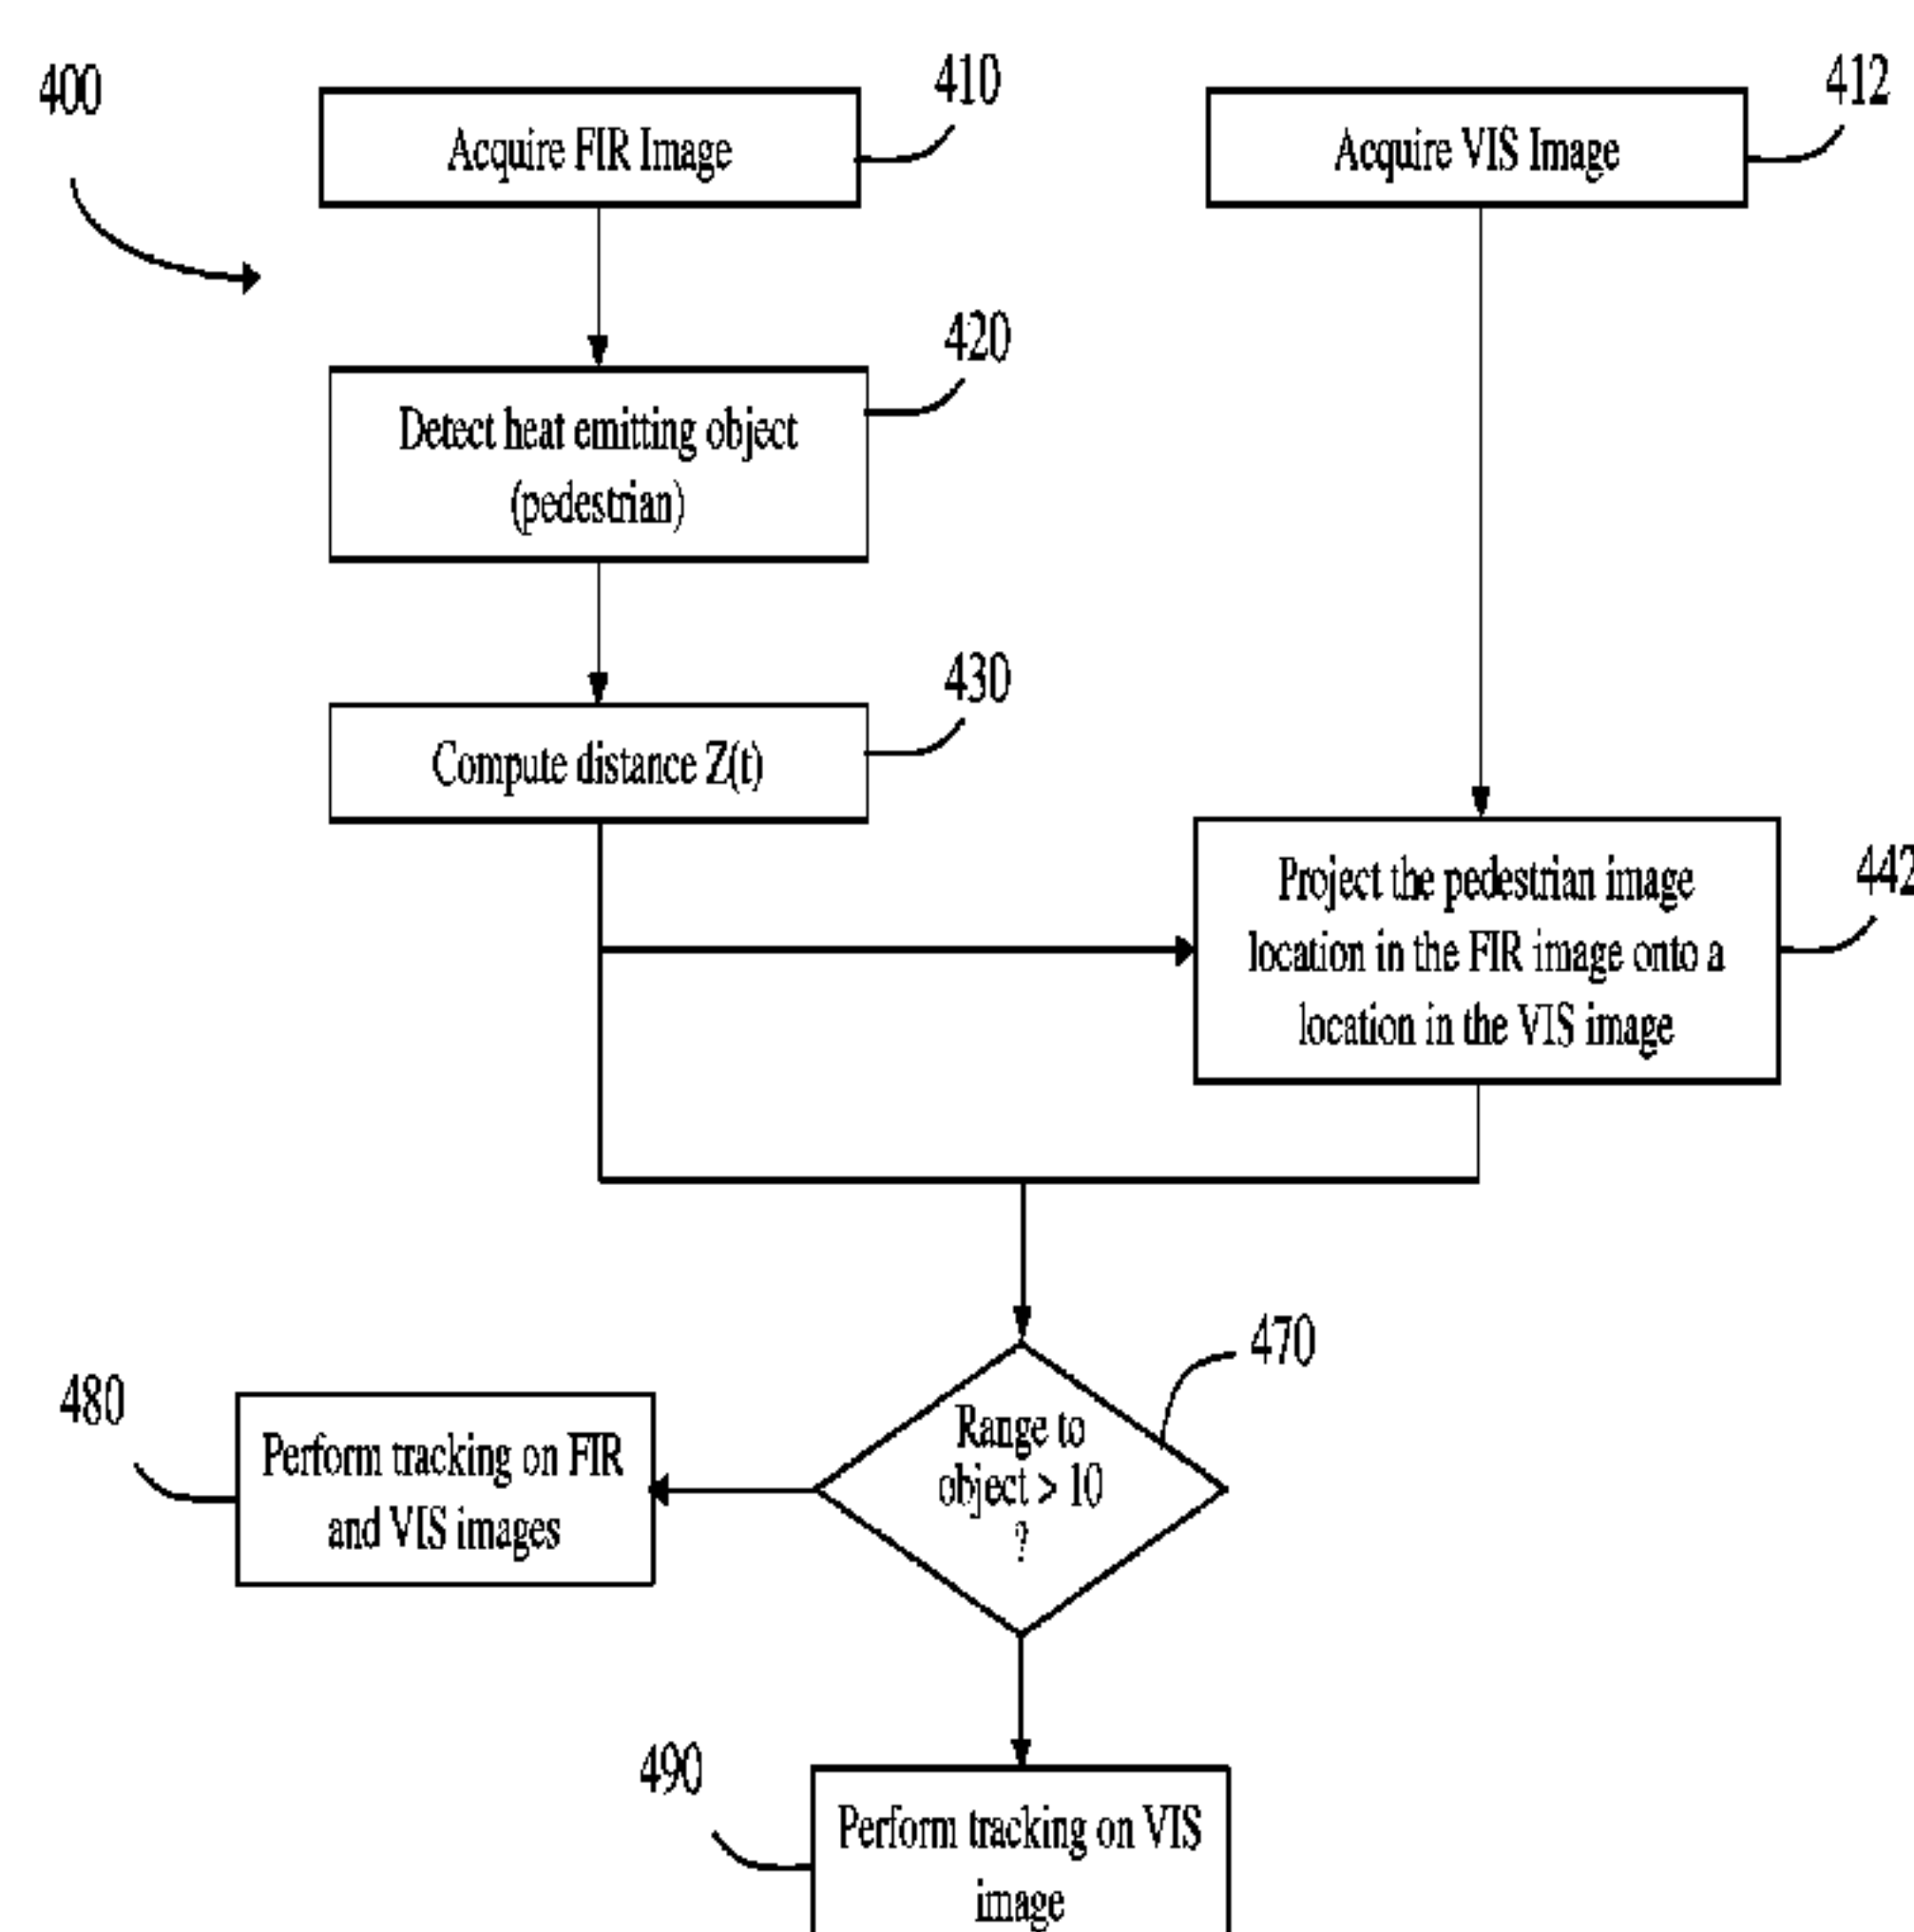 400
410
Acquire FIR Image
412
Acquire VIS Image
420
Detect heat emitting object
(pedestrian)
430
Compute distance Z(t)
442
Project the pedestrian image
location in the FIR image onto a
location in the VIS image
470
Range to
object > 10
?
480
Perform tracking on FIR
and VIS images
490
Perform tracking on VIS
image